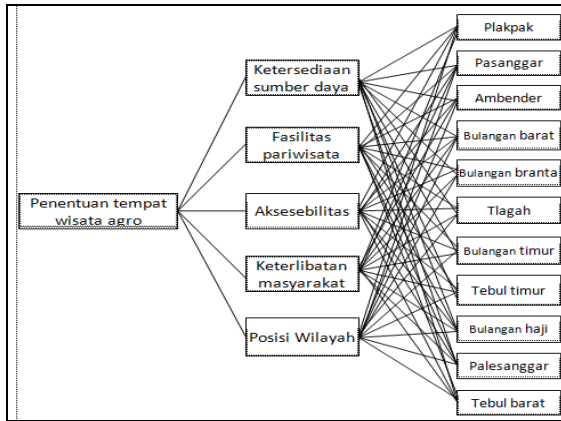 Penentuan tempat
wisata agro
Ketersediaan
sumber daya
Fasilitas
pariwisata
Aksesebilitas
Keterlibatan
masyarakat
Posisi Wilayah
Plakpak
Pasanggar
Ambender
Bulangan barat
Bulangan branta
Tlagah
Bulangan timur
Tebul timur
Bulangan haji
Palesanggar
Tebul barat